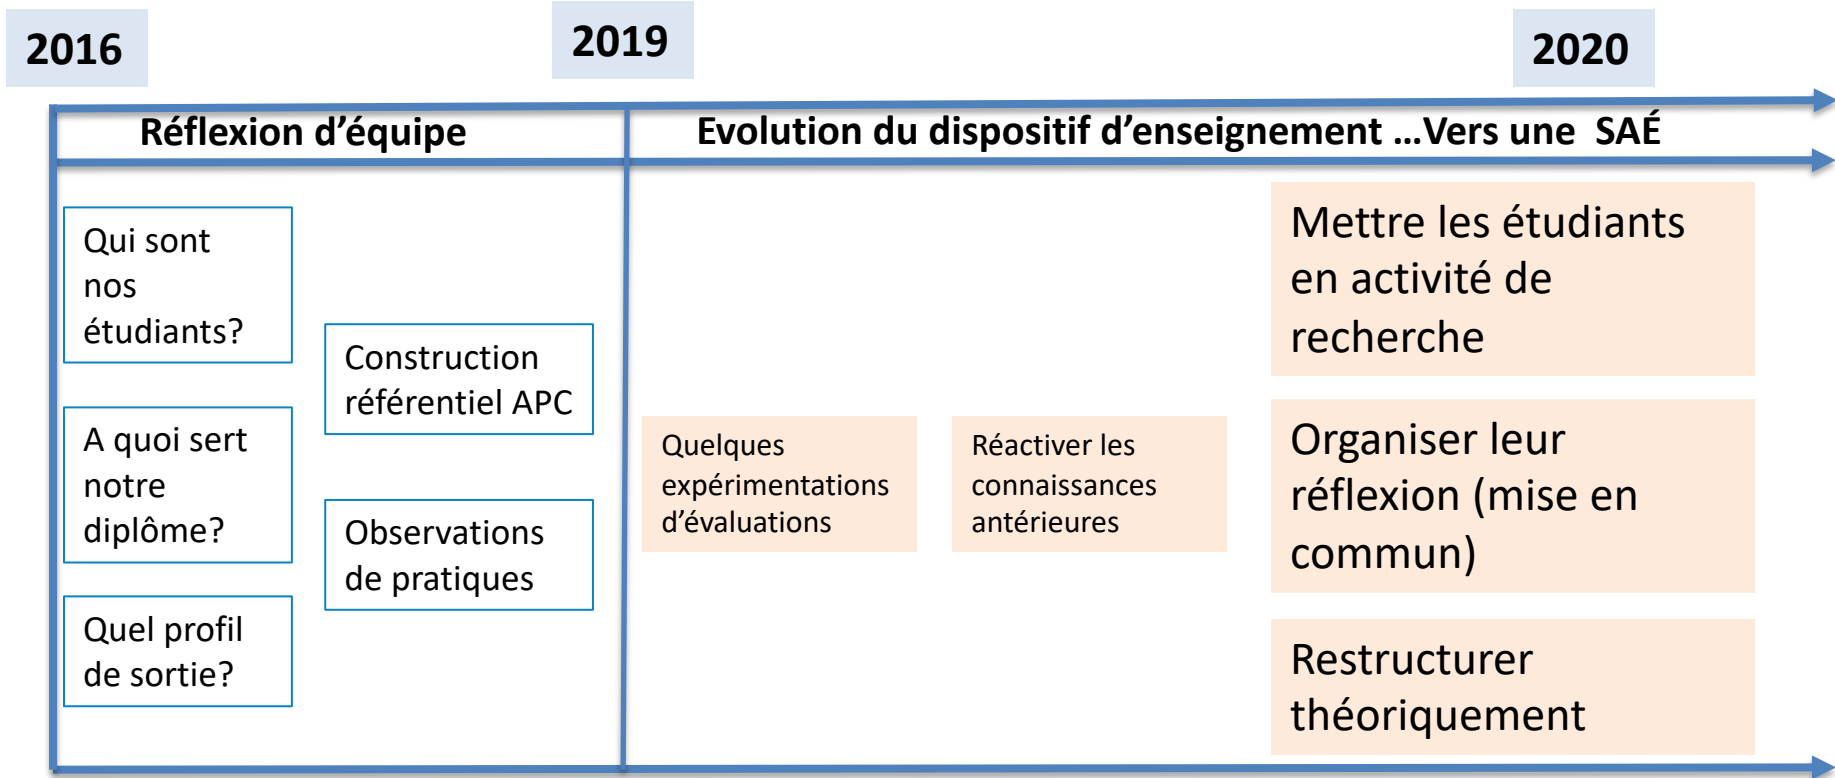 2016
2019
2020
Réflexion d'équipe
Evolution du dispositif d'enseignement ...Vers une  SAÉ
Qui sont
nos
étudiants?
A quoi sert
notre
diplôme?
Quel profil
de sortie?
Construction
référentiel APC
Observations
de pratiques
Quelques
expérimentations
d'évaluations
Réactiver les
connaissances
antérieures
Mettre les étudiants
en activité de
recherche
Organiser leur
réflexion (mise en
commun)
Restructurer
théoriquement